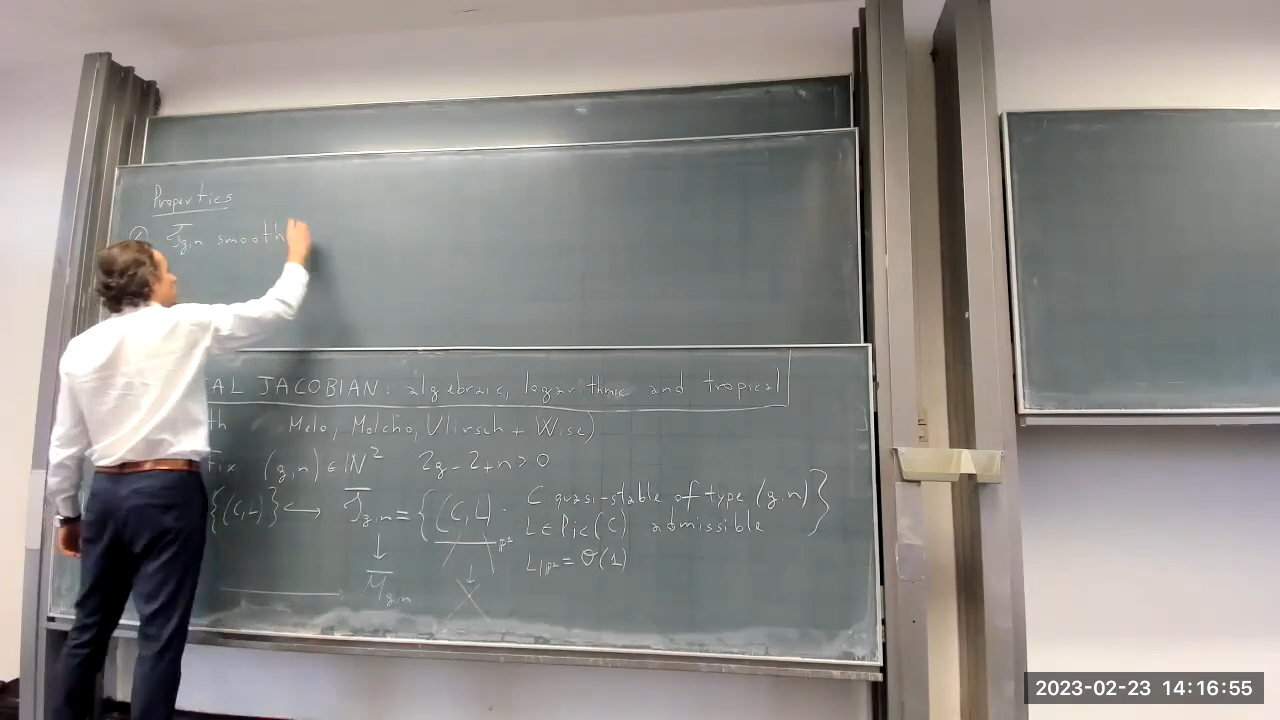 Properties
① J̄g,n smooth
AL JACOBIAN: algebraic, logarithmic and tropical
th Melo, Molcho, Ulirsch + Wise)
Fix (g,n) ∈ ℕ² 2g-2+n>0
{(C,L)} ↪ J̄g,n = { (C,L) : C quasi-stable of type (g,n) }
L ∈ Pic(C) admissible
↓ ℙ¹ L|ℙ¹ = O(1)
M̄g,n
2023-02-23 14:16:55